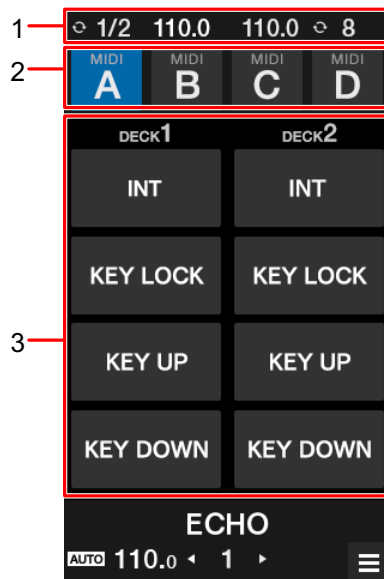 1
1/2 110.0 110.0 8
2
MIDI MIDI MIDI MIDI
A B C D
3
DECK1 DECK2
INT INT
KEY LOCK KEY LOCK
KEY UP KEY UP
KEY DOWN KEY DOWN
ECHO
AUTO 110.0 1